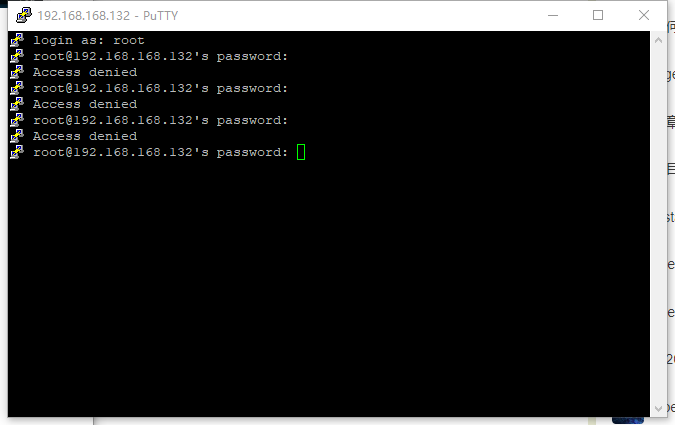 192.168.168.132 - PuTTY
login as: root
root@192.168.168.132's password:
Access denied
root@192.168.168.132's password:
Access denied
root@192.168.168.132's password:
Access denied
root@192.168.168.132's password: